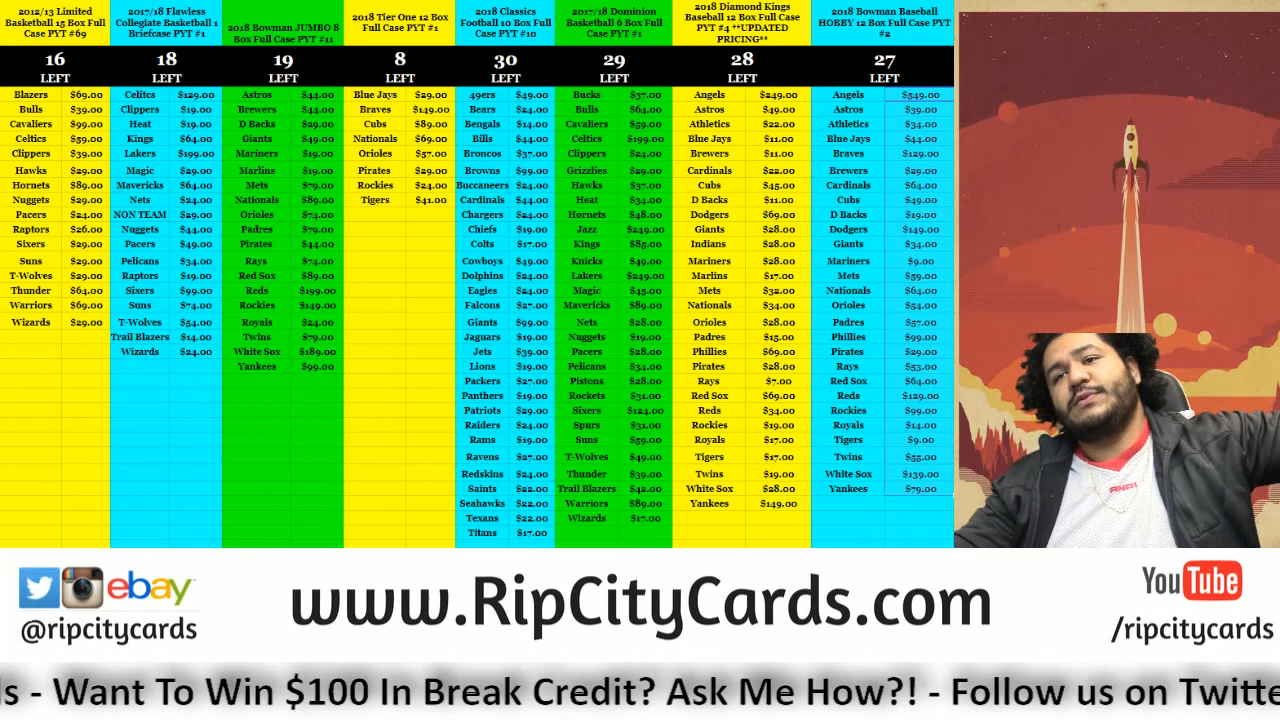 2012/13 Limited
Basketball 15 Box Full
Case PYT #69
16
LEFT
Blazers $69.00
Bulls $39.00
Cavaliers $99.00
Celtics $59.00
Clippers $39.00
Hawks $29.00
Hornets $89.00
Nuggets $29.00
Pacers $24.00
Raptors $26.00
Sixers $29.00
Suns $29.00
T-Wolves $29.00
Thunder $64.00
Warriors $69.00
Wizards $29.00
2017/18 Flawless
Collegiate Basketball 1
Briefcase PYT #1
18
LEFT
Celitcs $129.00
Clippers $19.00
Heat $19.00
Kings $64.00
Lakers $199.00
Magic $29.00
Mavericks $64.00
Nets $24.00
NON TEAM $29.00
Nuggets $44.00
Pacers $49.00
Pelicans $34.00
Raptors $19.00
Sixers $99.00
Suns $74.00
T-Wolves $54.00
Trail Blazers $14.00
Wizards $24.00
2018 Bowman JUMBO 8
Box Full Case PYT #11
19
LEFT
Astros $44.00
Brewers $44.00
D Backs $29.00
Giants $49.00
Mariners $19.00
Marlins $19.00
Mets $79.00
Nationals $89.00
Orioles $74.00
Padres $79.00
Pirates $44.00
Rays $74.00
Red Sox $89.00
Reds $199.00
Rockies $149.00
Royals $24.00
Twins $79.00
White Sox $189.00
Yankees $99.00
2018 Tier One 12 Box
Full Case PYT #1
8
LEFT
Blue Jays $29.00
Braves $149.00
Cubs $89.00
Nationals $69.00
Orioles $57.00
Pirates $29.00
Rockies $24.00
Tigers $41.00
2018 Classics
Football 10 Box Full
Case PYT #10
30
LEFT
49ers $49.00
Bears $24.00
Bengals $14.00
Bills $44.00
Broncos $37.00
Browns $99.00
Buccaneers $24.00
Cardinals $44.00
Chargers $24.00
Chiefs $19.00
Colts $17.00
Cowboys $49.00
Dolphins $24.00
Eagles $24.00
Falcons $27.00
Giants $99.00
Jaguars $19.00
Jets $39.00
Lions $19.00
Packers $27.00
Panthers $19.00
Patriots $29.00
Raiders $24.00
Rams $19.00
Ravens $27.00
Redskins $24.00
Saints $22.00
Seahawks $22.00
Texans $22.00
Titans $17.00
2017/18 Dominion
Basketball 6 Box Full
Case PYT #1
29
LEFT
Bucks $37.00
Bulls $64.00
Cavaliers $59.00
Celtics $199.00
Clippers $24.00
Grizzlies $29.00
Hawks $37.00
Heat $34.00
Hornets $48.00
Jazz $249.00
Kings $85.00
Knicks $49.00
Lakers $249.00
Magic $45.00
Mavericks $89.00
Nets $28.00
Nuggets $19.00
Pacers $28.00
Pelicans $34.00
Pistons $28.00
Rockets $31.00
Sixers $124.00
Spurs $31.00
Suns $59.00
T-Wolves $49.00
Thunder $39.00
Trail Blazers $42.00
Warriors $89.00
Wizards $17.00
2018 Diamond Kings
Baseball 12 Box Full Case
PYT #4 **UPDATED
PRICING**
28
LEFT
Angels $249.00
Astros $49.00
Athletics $22.00
Blue Jays $11.00
Brewers $11.00
Cardinals $22.00
Cubs $45.00
D Backs $11.00
Dodgers $69.00
Giants $28.00
Indians $28.00
Mariners $28.00
Marlins $17.00
Mets $32.00
Nationals $34.00
Orioles $28.00
Padres $15.00
Phillies $69.00
Pirates $28.00
Rays $7.00
Red Sox $69.00
Reds $34.00
Rockies $19.00
Royals $17.00
Tigers $17.00
Twins $19.00
White Sox $28.00
Yankees $149.00
2018 Bowman Baseball
HOBBY 12 Box Full Case PYT
#2
27
LEFT
Angels $549.00
Astros $39.00
Athletics $34.00
Blue Jays $44.00
Braves $129.00
Brewers $29.00
Cardinals $64.00
Cubs $49.00
D Backs $19.00
Dodgers $149.00
Giants $34.00
Mariners $9.00
Mets $59.00
Nationals $64.00
Orioles $54.00
Padres $57.00
Phillies $99.00
Pirates $29.00
Rays $53.00
Red Sox $64.00
Reds $129.00
Rockies $99.00
Royals $14.00
Tigers $9.00
Twins $55.00
White Sox $139.00
Yankees $79.00
AND1
ebay
@ripcitycards
www.RipCityCards.com
YouTube
/ripcitycards
ds - Want To Win $100 In Break Credit? Ask Me How?! - Follow us on Twitte